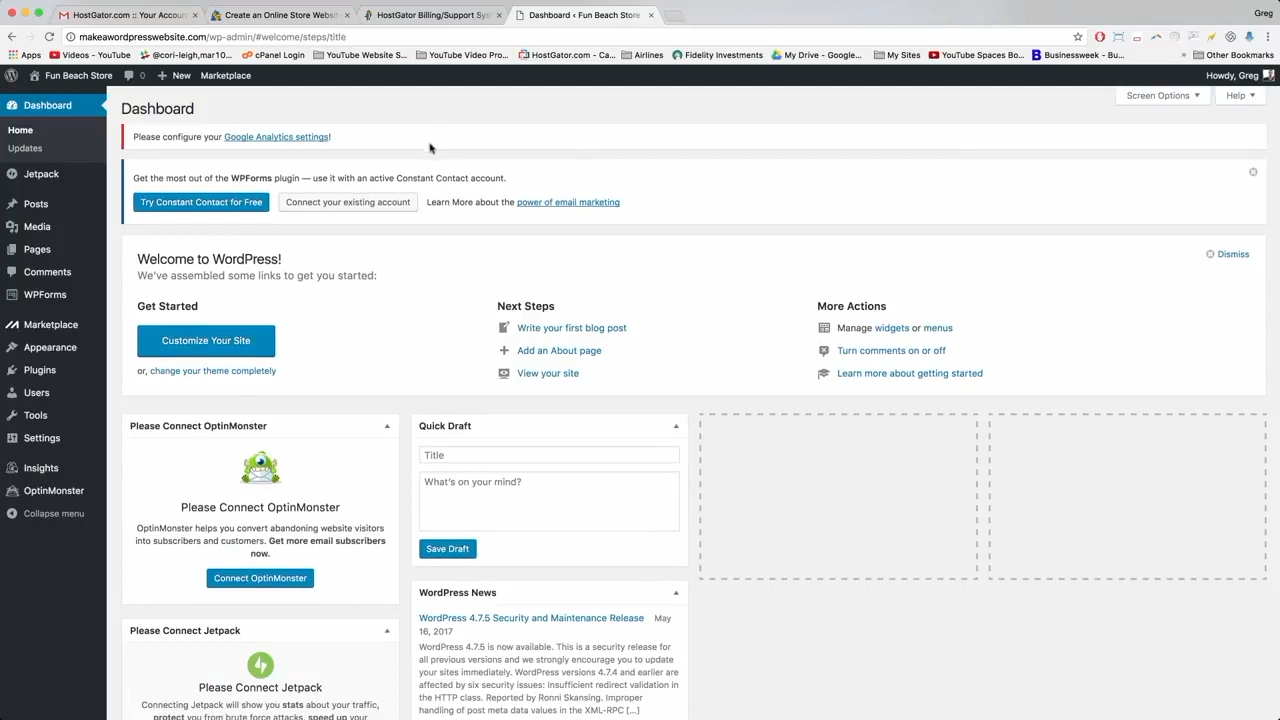 HostGator.com :: Your Accoun
Create an Online Store Websit
HostGator Billing/Support Sys
Dashboard ‹ Fun Beach Store
Greg
makeawordpresswebsite.com/wp-admin/#welcome/steps/title
Apps
Videos - YouTube
@cori-leigh,mar10...
cPanel Login
YouTube Website S...
YouTube Video Pro...
HostGator.com - Ca...
Airlines
Fidelity Investments
My Drive - Google...
My Sites
YouTube Spaces Bo...
Businessweek - Bu...
»
Other Bookmarks
Fun Beach Store
0
New
Marketplace
Howdy, Greg
Dashboard
Home
Updates
Jetpack
Posts
Media
Pages
Comments
WPForms
Marketplace
Appearance
Plugins
Users
Tools
Settings
Insights
OptinMonster
Collapse menu
Dashboard
Screen Options
Help
Please configure your Google Analytics settings!
Get the most out of the WPForms plugin — use it with an active Constant Contact account.
Try Constant Contact for Free
Connect your existing account
Learn More about the power of email marketing
Welcome to WordPress!
We've assembled some links to get you started:
Dismiss
Get Started
Customize Your Site
or, change your theme completely
Next Steps
Write your first blog post
Add an About page
View your site
More Actions
Manage widgets or menus
Turn comments on or off
Learn more about getting started
Please Connect OptinMonster
Please Connect OptinMonster
OptinMonster helps you convert abandoning website visitors
into subscribers and customers. Get more email subscribers
now.
Connect OptinMonster
Please Connect Jetpack
Please Connect Jetpack
Connecting Jetpack will show you stats about your traffic,
protect you from brute force attacks, speed up your
Quick Draft
Title
What's on your mind?
Save Draft
WordPress News
WordPress 4.7.5 Security and Maintenance Release May
16, 2017
WordPress 4.7.5 is now available. This is a security release for
all previous versions and we strongly encourage you to update
your sites immediately. WordPress versions 4.7.4 and earlier are
affected by six security issues: Insufficient redirect validation in
the HTTP class. Reported by Ronni Skansing. Improper
handling of post meta data values in the XML-RPC […]